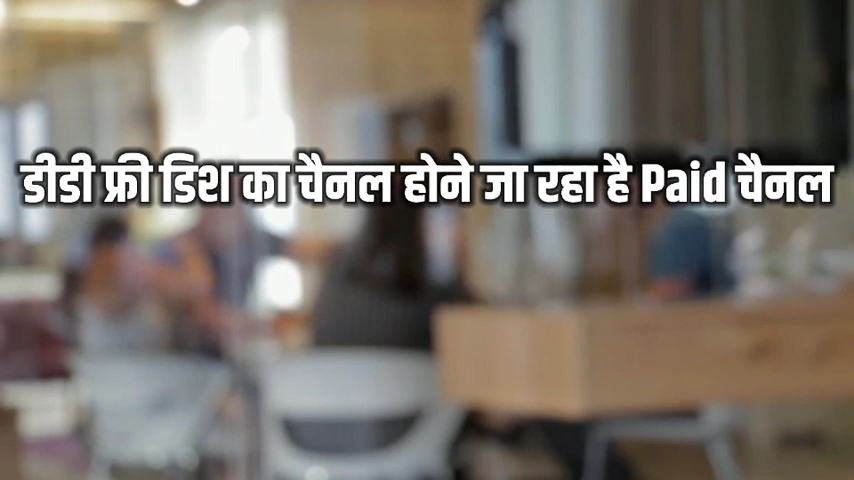 डीडी फ्री डिश का चैनल होने जा रहा है Paid चैनल